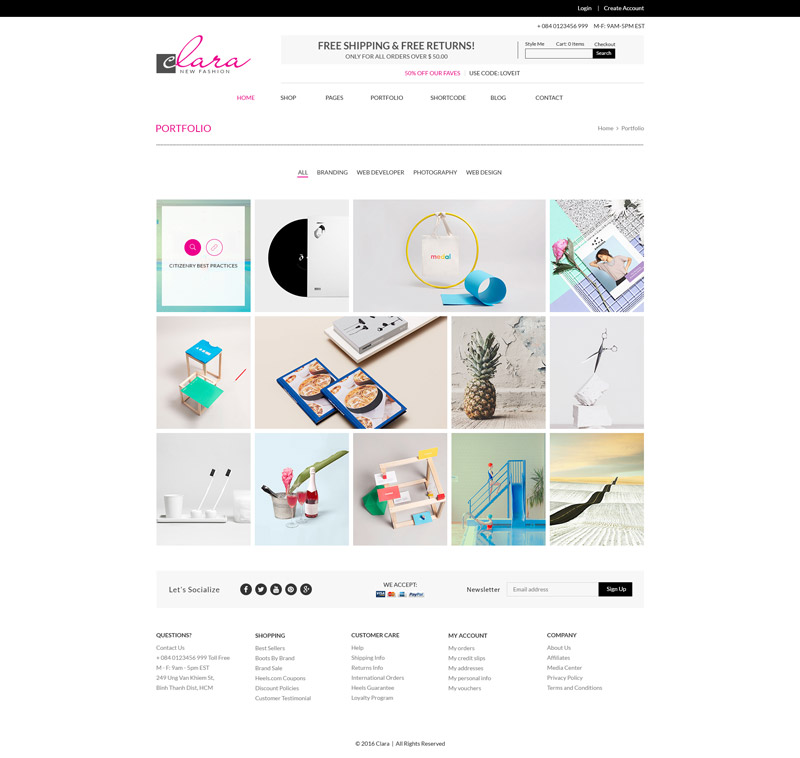 Login | Create Account
+ 084 0123456 999 M-F: 9AM-5PM EST
clara
NEW FASHION
FREE SHIPPING & FREE RETURNS!
ONLY FOR ALL ORDERS OVER $ 50.00
Style Me Cart: 0 Items Checkout
Search
50% OFF OUR FAVES | USE CODE: LOVEIT
HOME SHOP PAGES PORTFOLIO SHORTCODE BLOG CONTACT
PORTFOLIO
Home > Portfolio
ALL BRANDING WEB DEVELOPER PHOTOGRAPHY WEB DESIGN
CITIZENRY BEST PRACTICES
modal
Let's Socialize
WE ACCEPT:
VISA PayPal
Newsletter Email address Sign Up
QUESTIONS?
Contact Us
+ 084 0123456 999 Toll Free
M - F: 9am - 5pm EST
249 Ung Van Khiem St,
Binh Thanh Dist, HCM
SHOPPING
Best Sellers
Boots By Brand
Brand Sale
Heels.com Coupons
Discount Policies
Customer Testimonial
CUSTOMER CARE
Help
Shipping Info
Returns Info
International Orders
Heels Guarantee
Loyalty Program
MY ACCOUNT
My orders
My credit slips
My addresses
My personal info
My vouchers
COMPANY
About Us
Affiliates
Media Center
Privacy Policy
Terms and Conditions
© 2016 Clara | All Rights Reserved